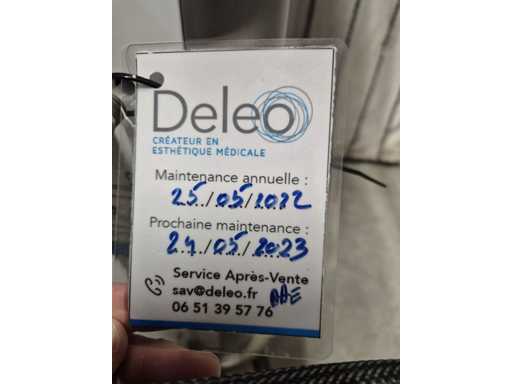 Deleo
CRÉATEUR EN
ESTHÉTIQUE MÉDICALE
Maintenance annuelle :
25/05/2022
Prochaine maintenance :
24/05/2023
Service Après-Vente
sav@deleo.fr
06 51 39 57 76